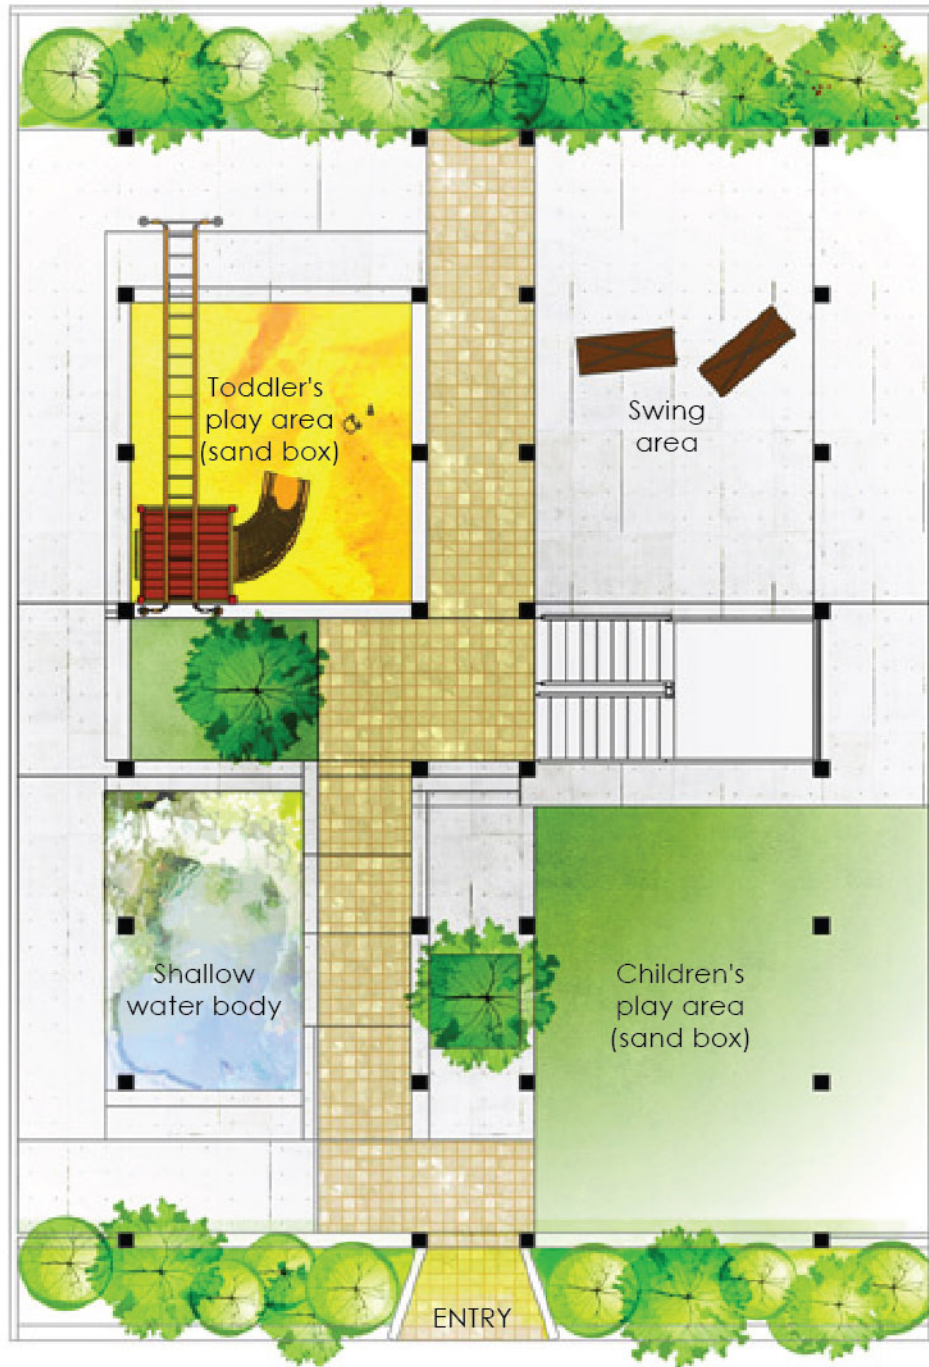 Toddler's
play area
(sand box)
Swing
area
Shallow
water body
Children's
play area
(sand box)
ENTRY